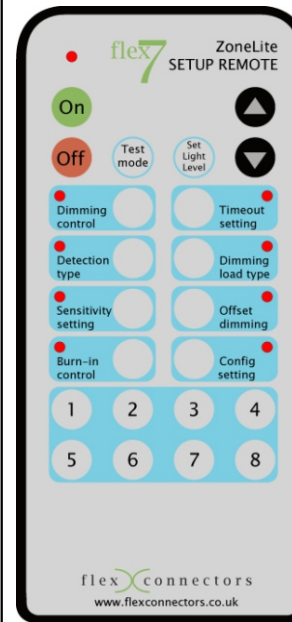 flex7
ZoneLite
SETUP REMOTE
On
Off
Test
mode
Set
Light
Level
Dimming
control
Timeout
setting
Detection
type
Dimming
load type
Sensitivity
setting
Offset
dimming
Burn-in
control
Config
setting
1 2 3 4
5 6 7 8
flex connectors
www.flexconnectors.co.uk